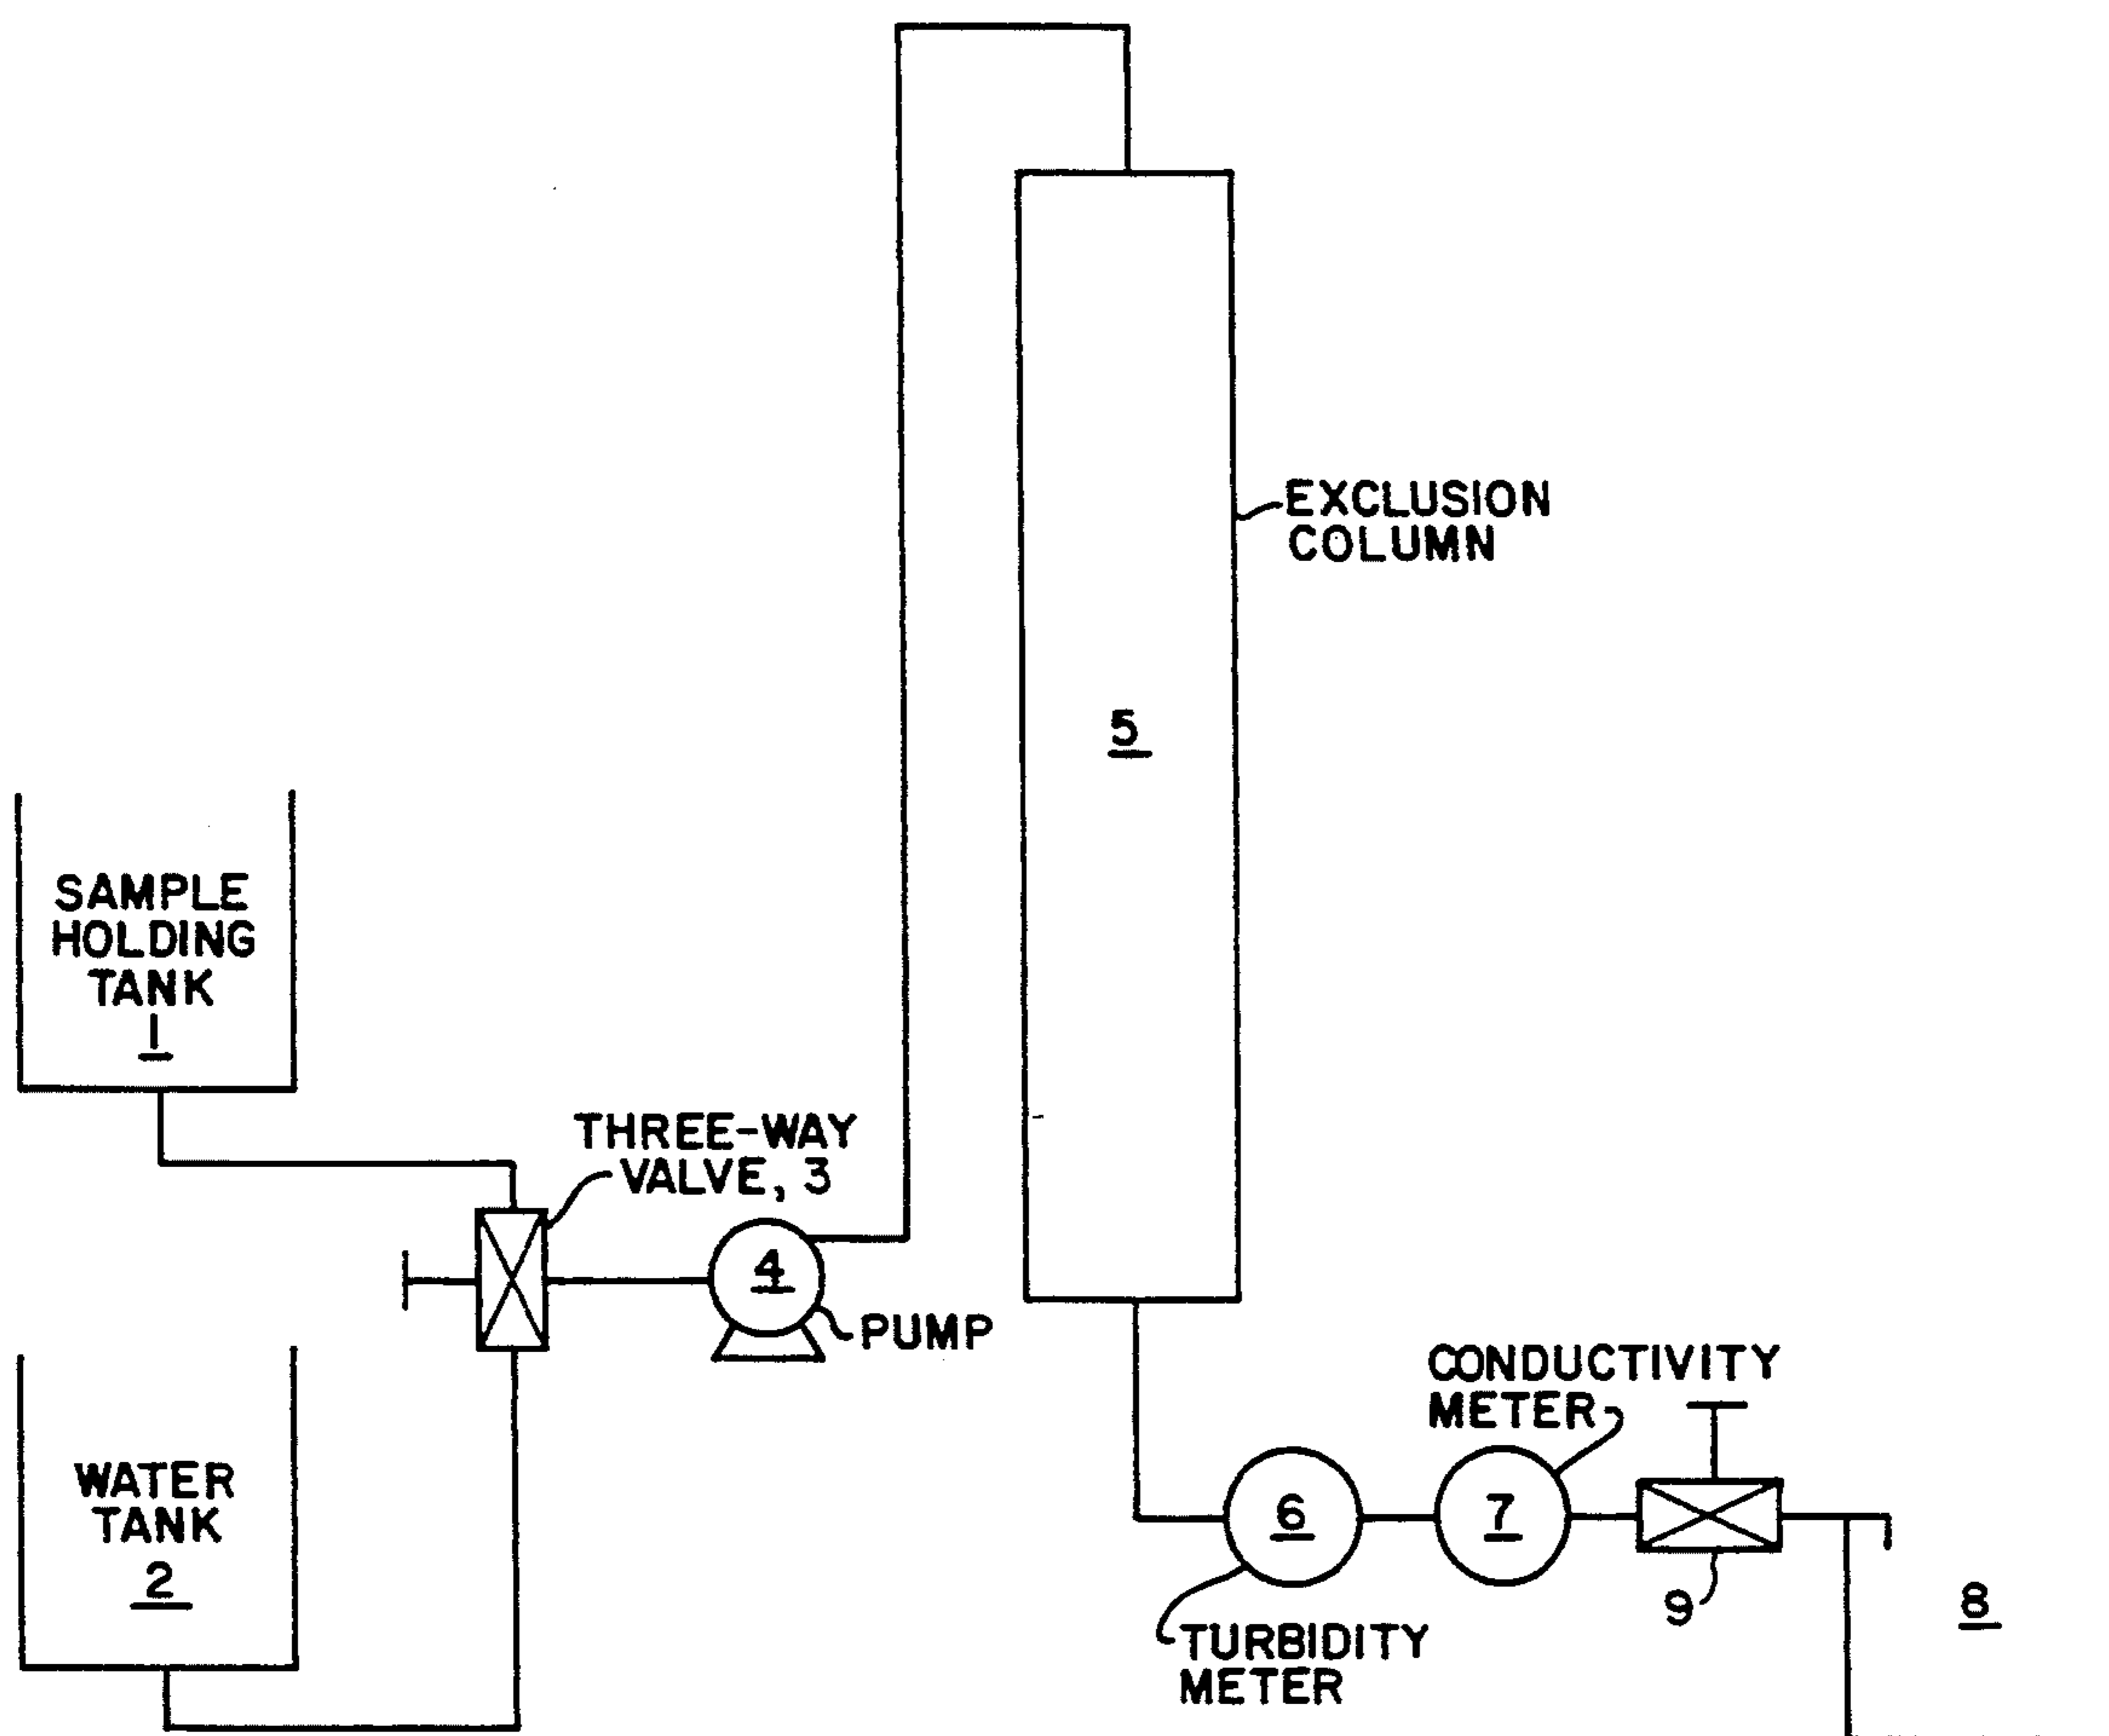 EXCLUSION
COLUMN
5
SAMPLE
HOLDING
TANK
1
THREE-WAY
VALVE, 3
4
PUMP
WATER
TANK
2
CONDUCTIVITY
METER
6
7
9
8
TURBIDITY
METER